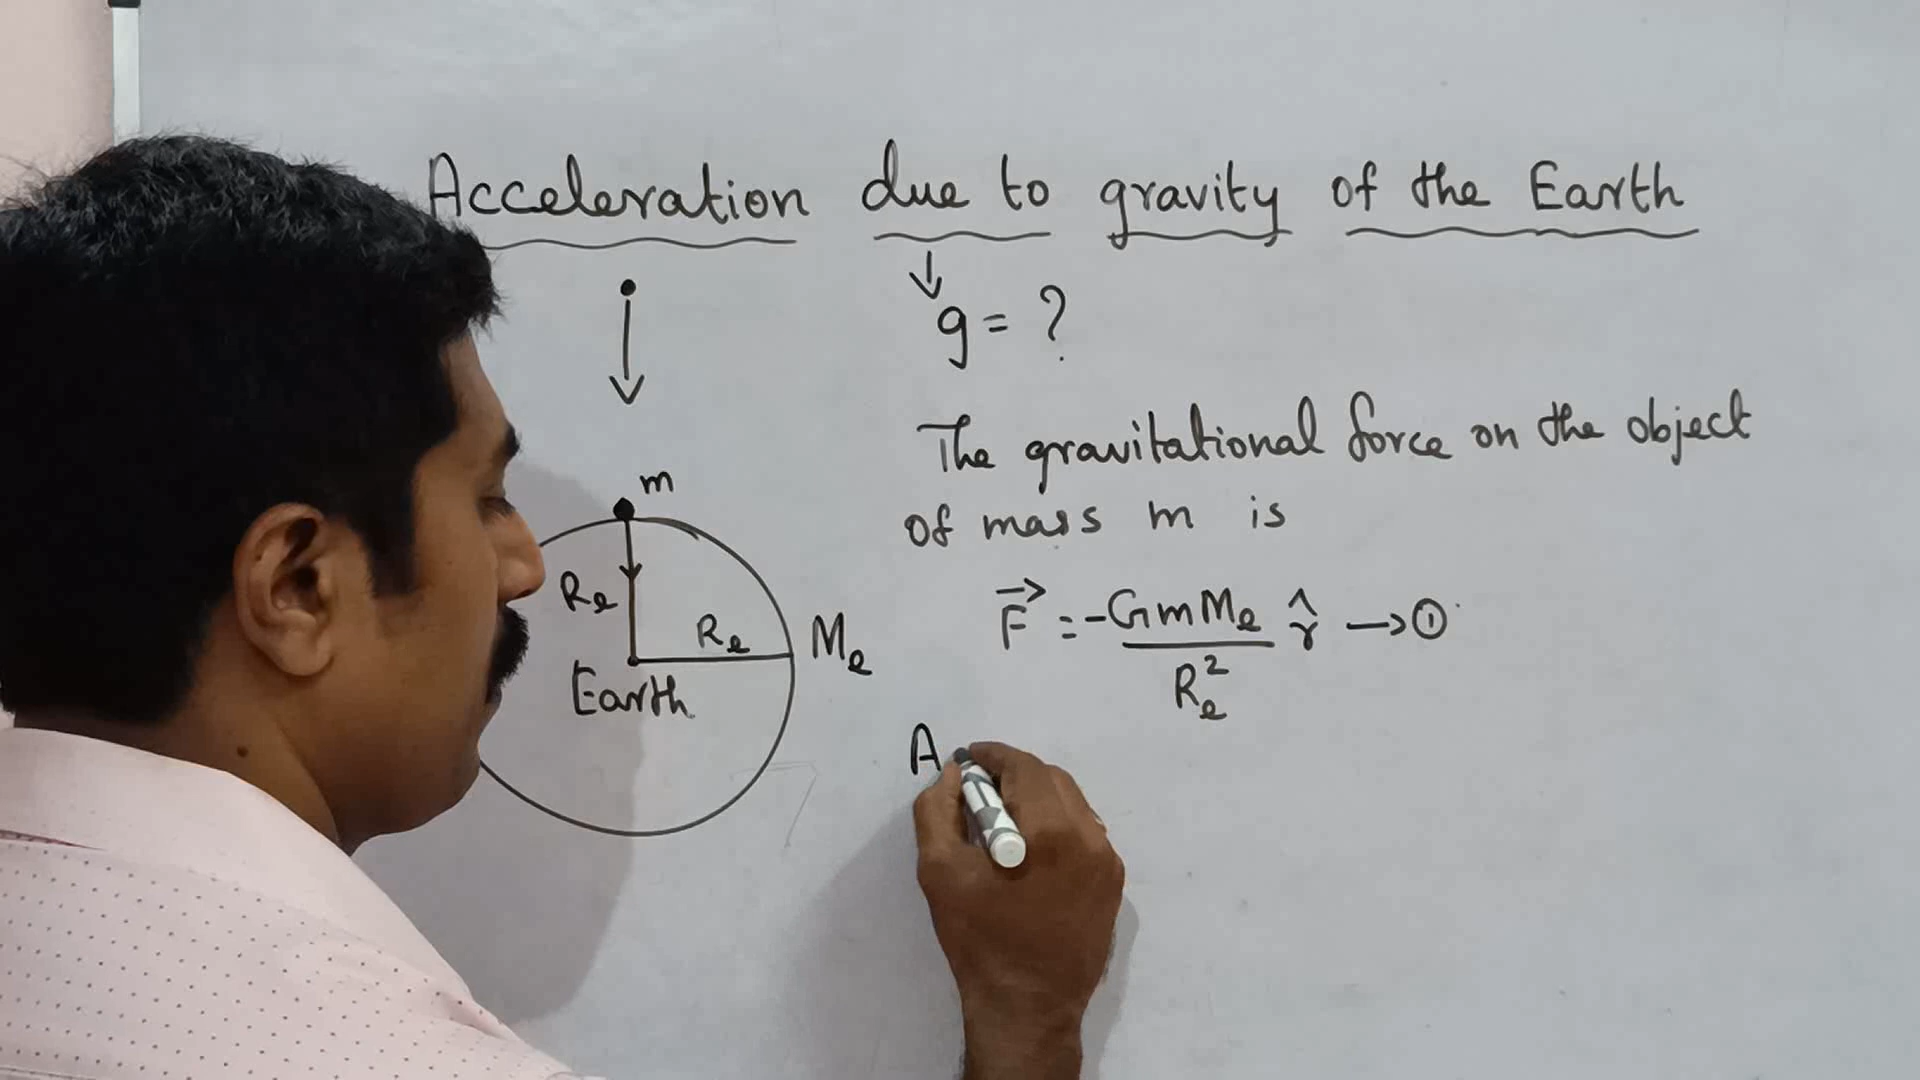 Acceleration due to gravity of the Earth
g = ?
The gravitational force on the object
of mass m is
F⃗ = -GmMₑ/Rₑ² r̂ → ①
A
m
Rₑ
Rₑ
Mₑ
Earth